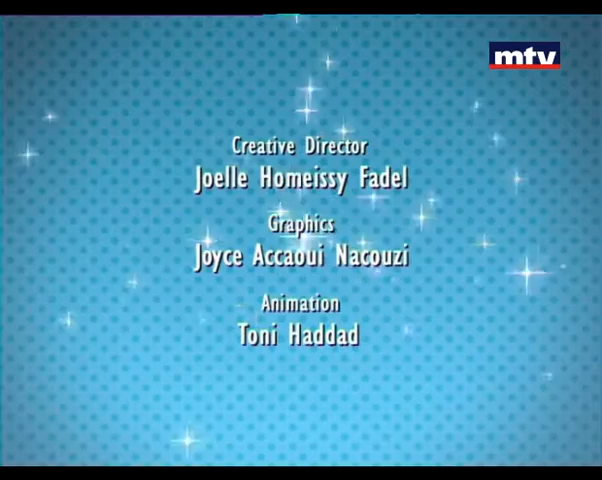 mtv
Creative Director
Joelle Homeissy Fadel
Graphics
Joyce Accaoui Nacouzi
Animation
Toni Haddad